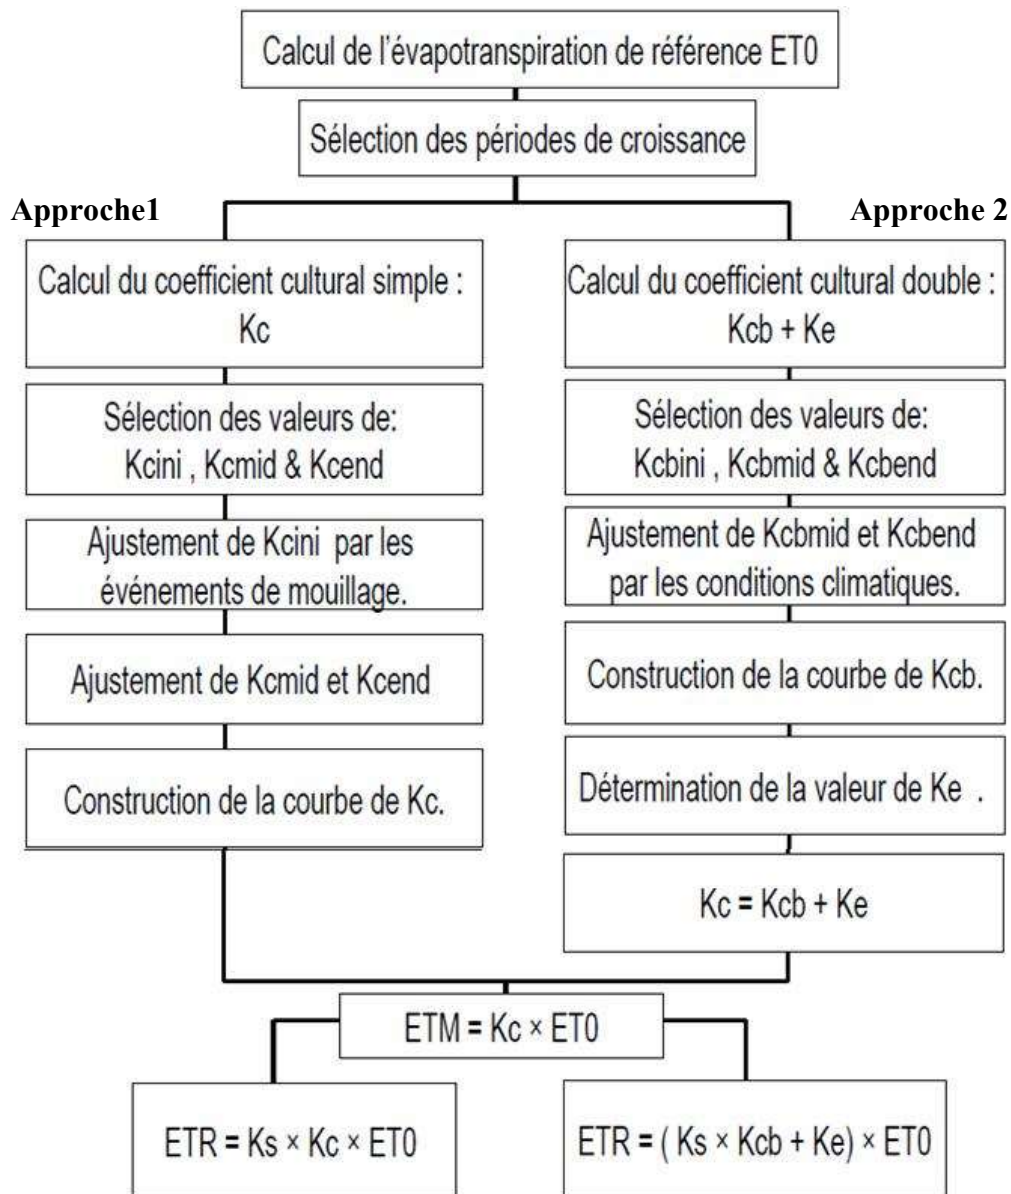 Calcul de l'évapotranspiration de référence ET0
Sélection des périodes de croissance
Approche1
Approche 2
Calcul du coefficient cultural simple :
Kc
Sélection des valeurs de:
Kcini , Kcmid & Kcend
Ajustement de Kcini par les
événements de mouillage.
Ajustement de Kcmid et Kcend
Construction de la courbe de Kc.
Calcul du coefficient cultural double :
Kcb + Ke
Sélection des valeurs de:
Kcbini , Kcbmid & Kcbend
Ajustement de Kcbmid et Kcbend
par les conditions climatiques.
Construction de la courbe de Kcb.
Détermination de la valeur de Ke .
Kc = Kcb + Ke
ETM = Kc × ET0
ETR = Ks × Kc × ET0
ETR = ( Ks × Kcb + Ke) × ET0